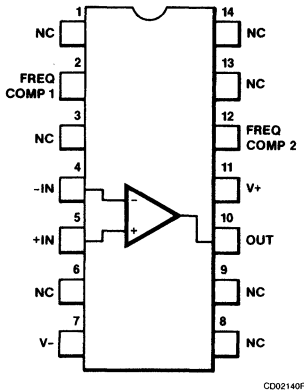 1 14
NC NC
2 13
FREQ
COMP 1
NC
3 12
NC
FREQ
COMP 2
4 11
−IN
−
V+
5 10
+IN
+
OUT
6 9
NC NC
7 8
V− NC
CD02140F